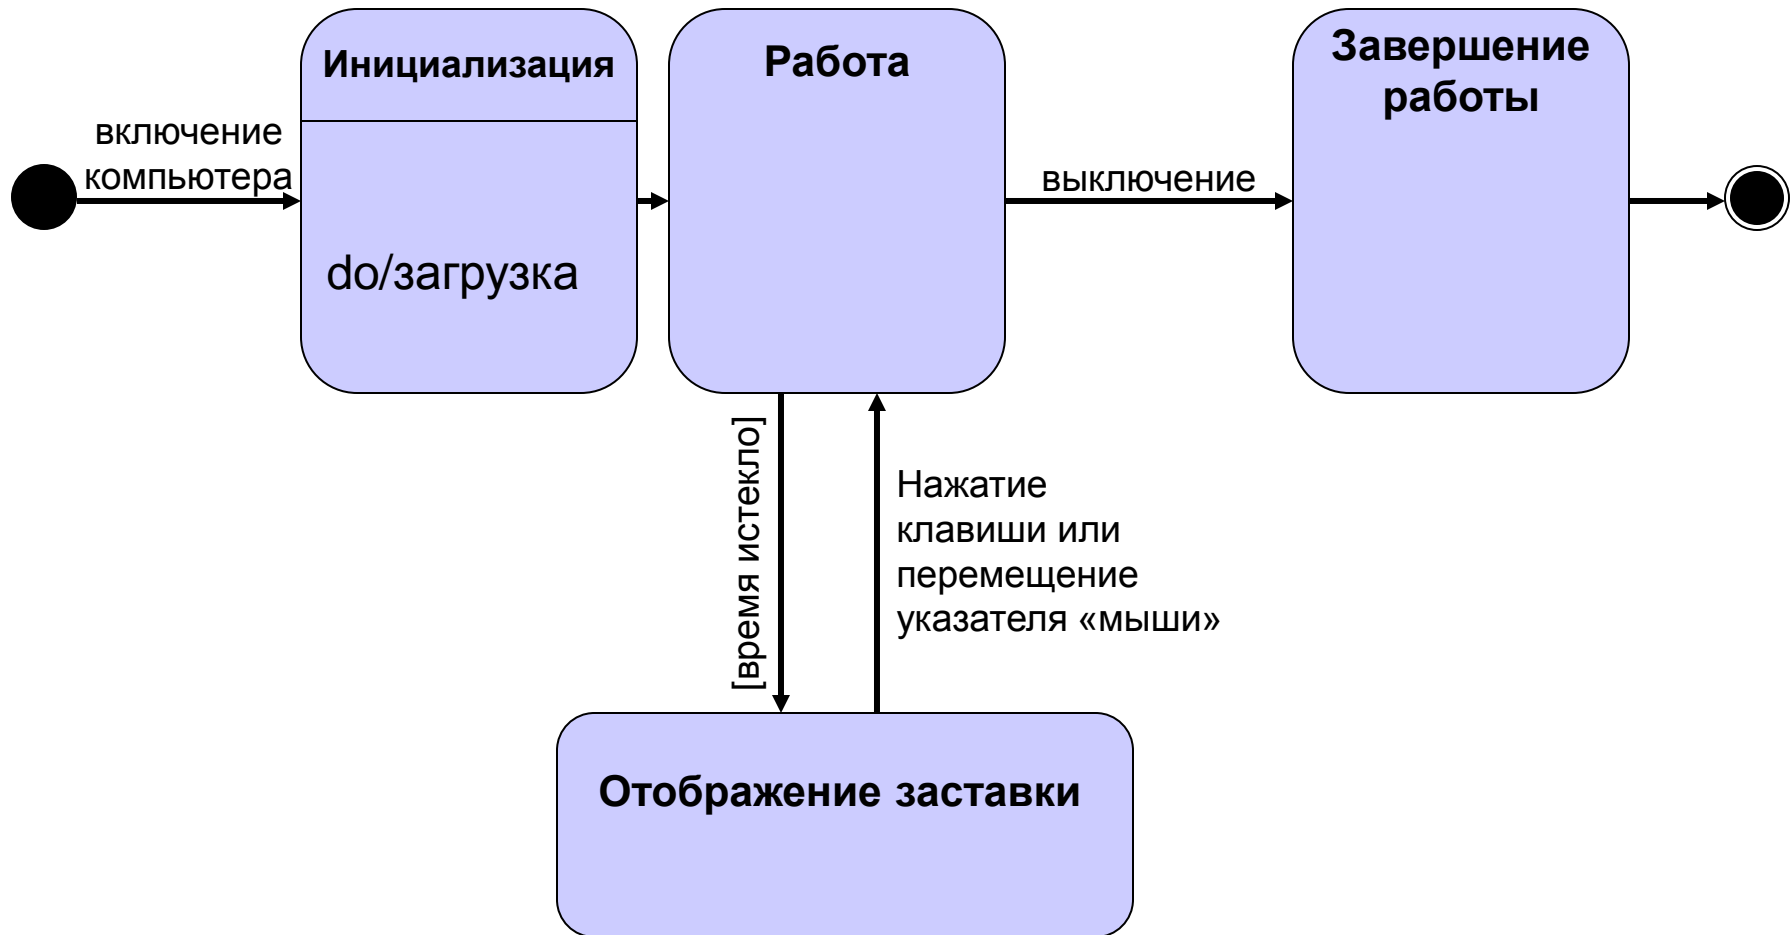 включение
компьютера
Инициализация
do/загрузка
Работа
выключение
Завершение
работы
[время истекло]
Нажатие
клавиши или
перемещение
указателя «мыши»
Отображение заставки